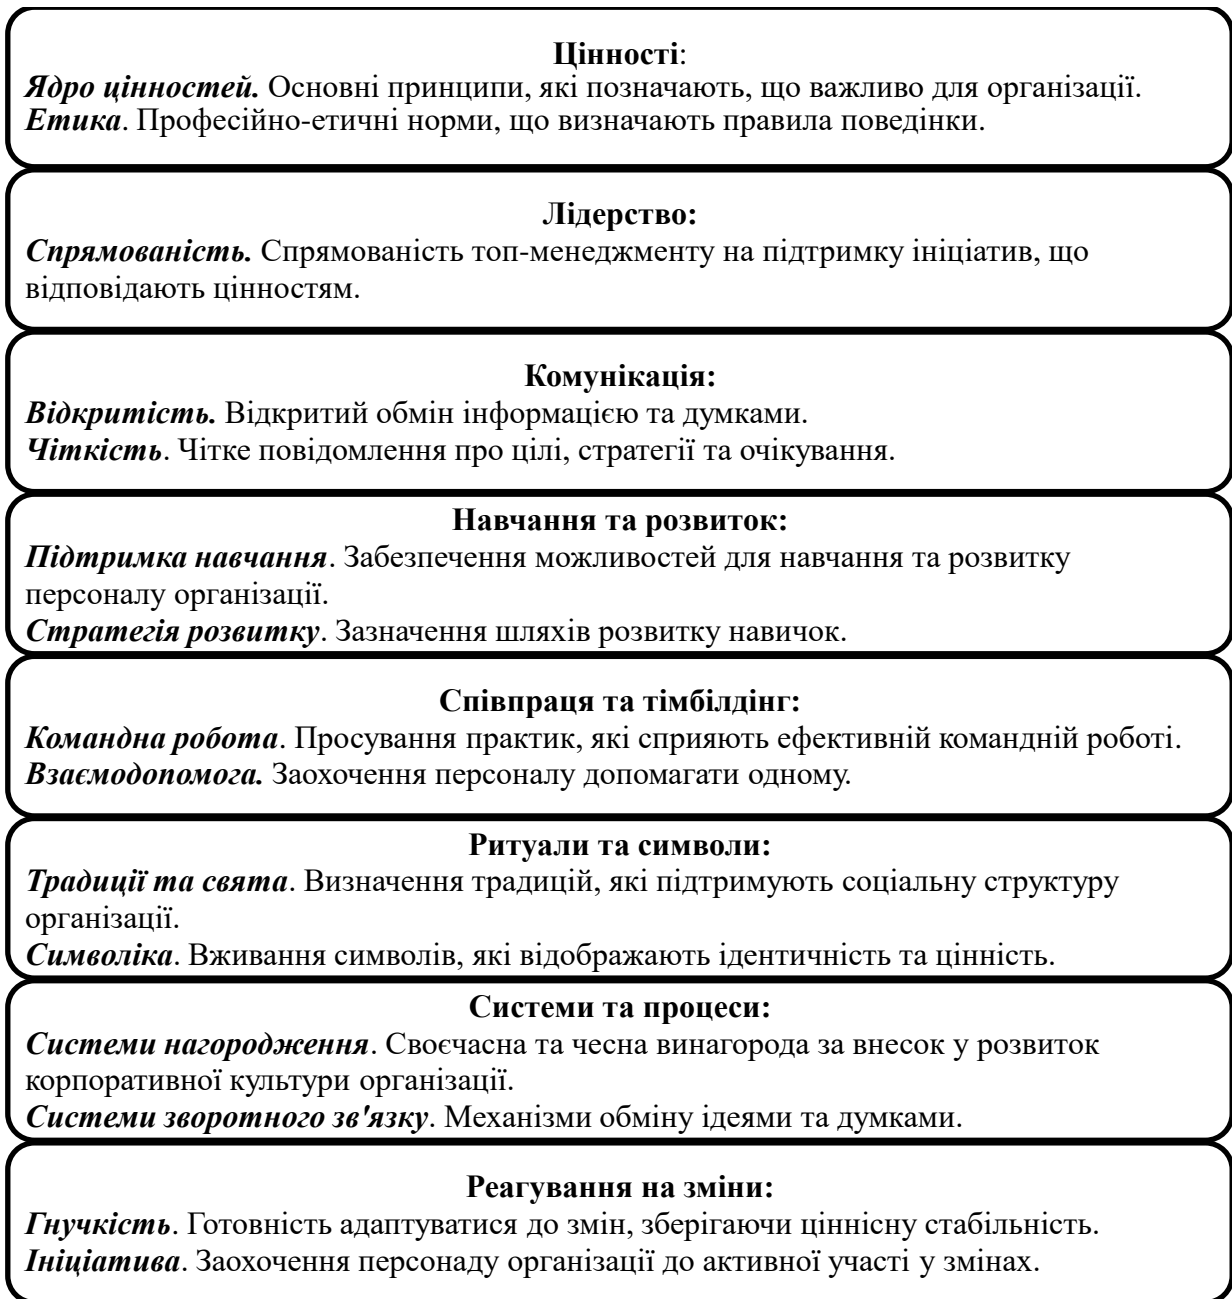 Цінності:
Ядро цінностей. Основні принципи, які позначають, що важливо для організації.
Етика. Професійно-етичні норми, що визначають правила поведінки.
Лідерство:
Спрямованість. Спрямованість топ-менеджменту на підтримку ініціатив, що
відповідають цінностям.
Комунікація:
Відкритість. Відкритий обмін інформацією та думками.
Чіткість. Чітке повідомлення про цілі, стратегії та очікування.
Навчання та розвиток:
Підтримка навчання. Забезпечення можливостей для навчання та розвитку
персоналу організації.
Стратегія розвитку. Зазначення шляхів розвитку навичок.
Співпраця та тімбілдінг:
Командна робота. Просування практик, які сприяють ефективній командній роботі.
Взаємодопомога. Заохочення персоналу допомагати одному.
Ритуали та символи:
Традиції та свята. Визначення традицій, які підтримують соціальну структуру
організації.
Символіка. Вживання символів, які відображають ідентичність та цінність.
Системи та процеси:
Системи нагородження. Своєчасна та чесна винагорода за внесок у розвиток
корпоративної культури організації.
Системи зворотного зв'язку. Механізми обміну ідеями та думками.
Реагування на зміни:
Гнучкість. Готовність адаптуватися до змін, зберігаючи ціннісну стабільність.
Ініціатива. Заохочення персонаду організації до активної участі у змінах.